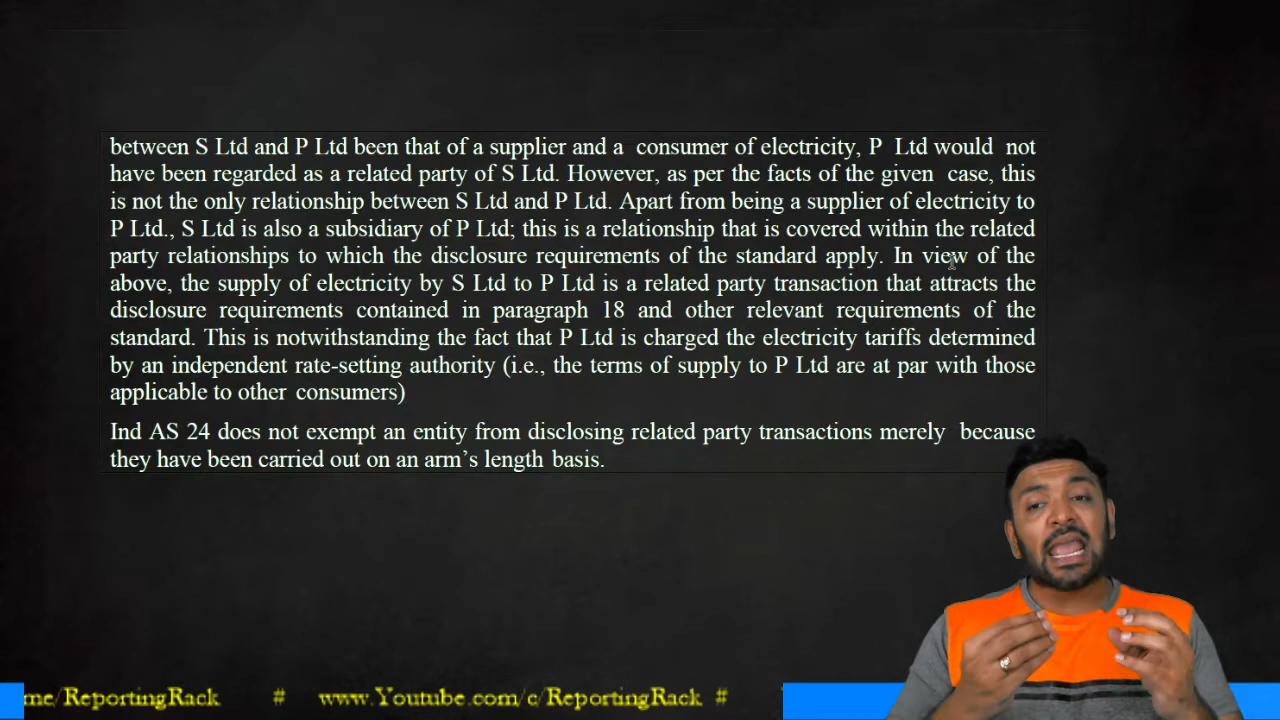 between S Ltd and P Ltd been that of a supplier and a consumer of electricity, P Ltd would not
have been regarded as a related party of S Ltd. However, as per the facts of the given case, this
is not the only relationship between S Ltd and P Ltd. Apart from being a supplier of electricity to
P Ltd., S Ltd is also a subsidiary of P Ltd; this is a relationship that is covered within the related
party relationships to which the disclosure requirements of the standard apply. In view of the
above, the supply of electricity by S Ltd to P Ltd is a related party transaction that attracts the
disclosure requirements contained in paragraph 18 and other relevant requirements of the
standard. This is notwithstanding the fact that P Ltd is charged the electricity tariffs determined
by an independent rate-setting authority (i.e., the terms of supply to P Ltd are at par with those
applicable to other consumers)
Ind AS 24 does not exempt an entity from disclosing related party transactions merely because
they have been carried out on an arm's length basis.
me/ReportingRack # www.Youtube.com/c/ReportingRack #